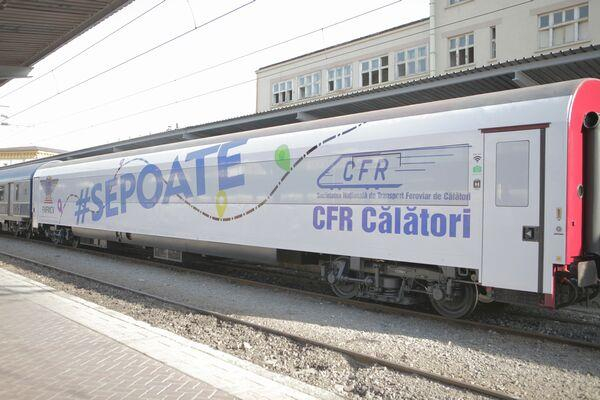 #SEPOATE
CFR
Societatea Națională de Transport Feroviar de Călători
CFR Călători